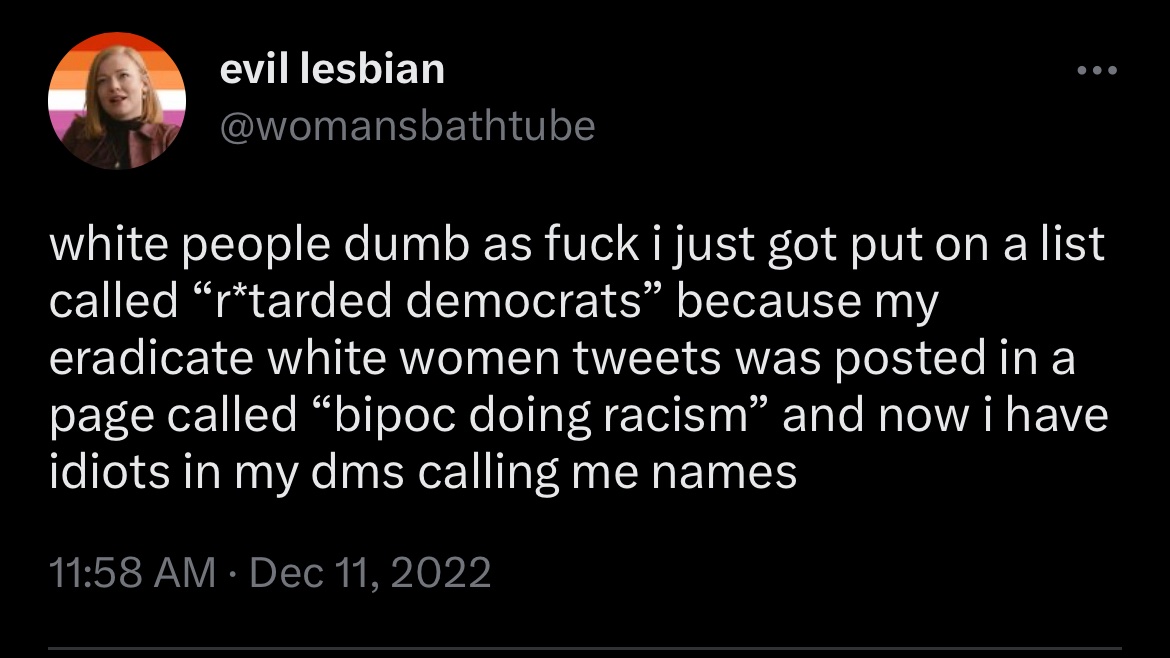 evil lesbian
@womansbathtube
white people dumb as fuck i just got put on a list
called “r*tarded democrats” because my
eradicate white women tweets was posted in a
page called “bipoc doing racism” and now i have
idiots in my dms calling me names
11:58 AM · Dec 11, 2022